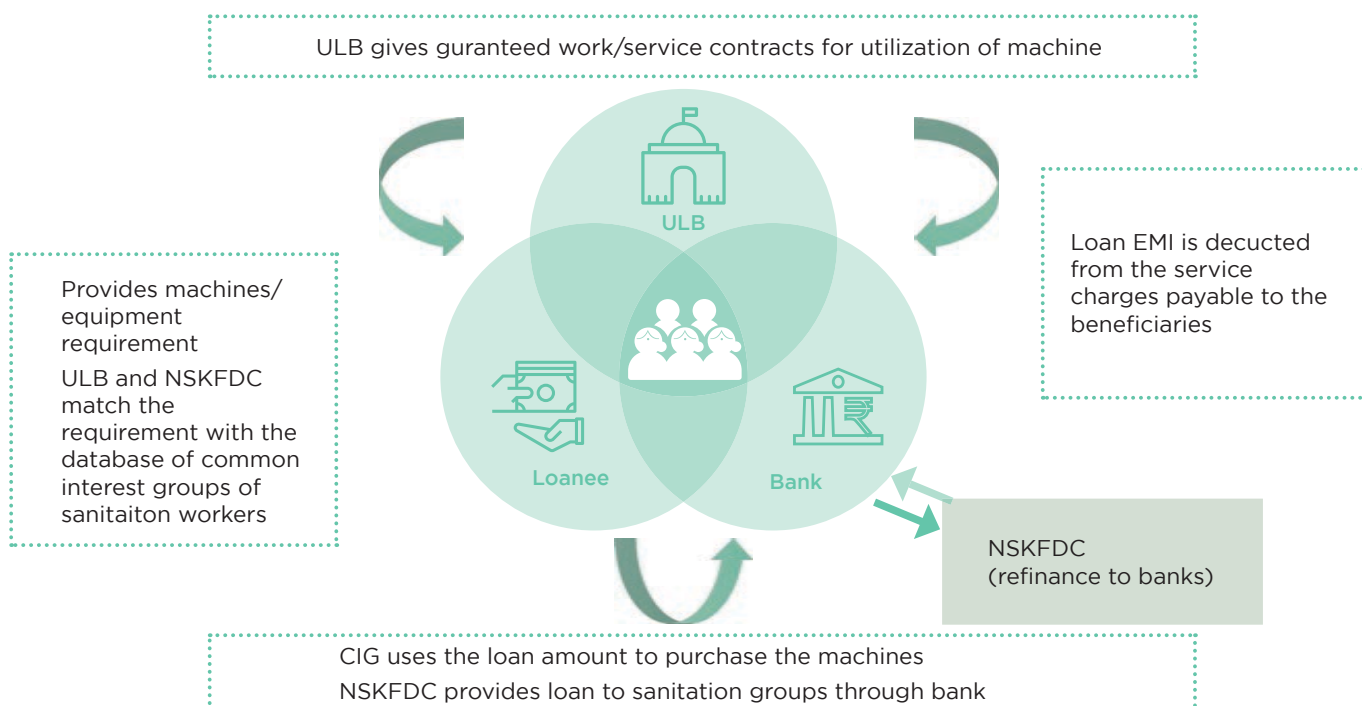 ULB gives guranteed work/service contracts for utilization of machine
ULB
Provides machines/
equipment
requirement
ULB and NSKFDC
match the
requirement with the
database of common
interest groups of
sanitaiton workers
Loan EMI is decucted
from the service
charges payable to the
beneficiaries
Loanee
Bank
NSKFDC
(refinance to banks)
CIG uses the loan amount to purchase the machines
NSKFDC provides loan to sanitation groups through bank